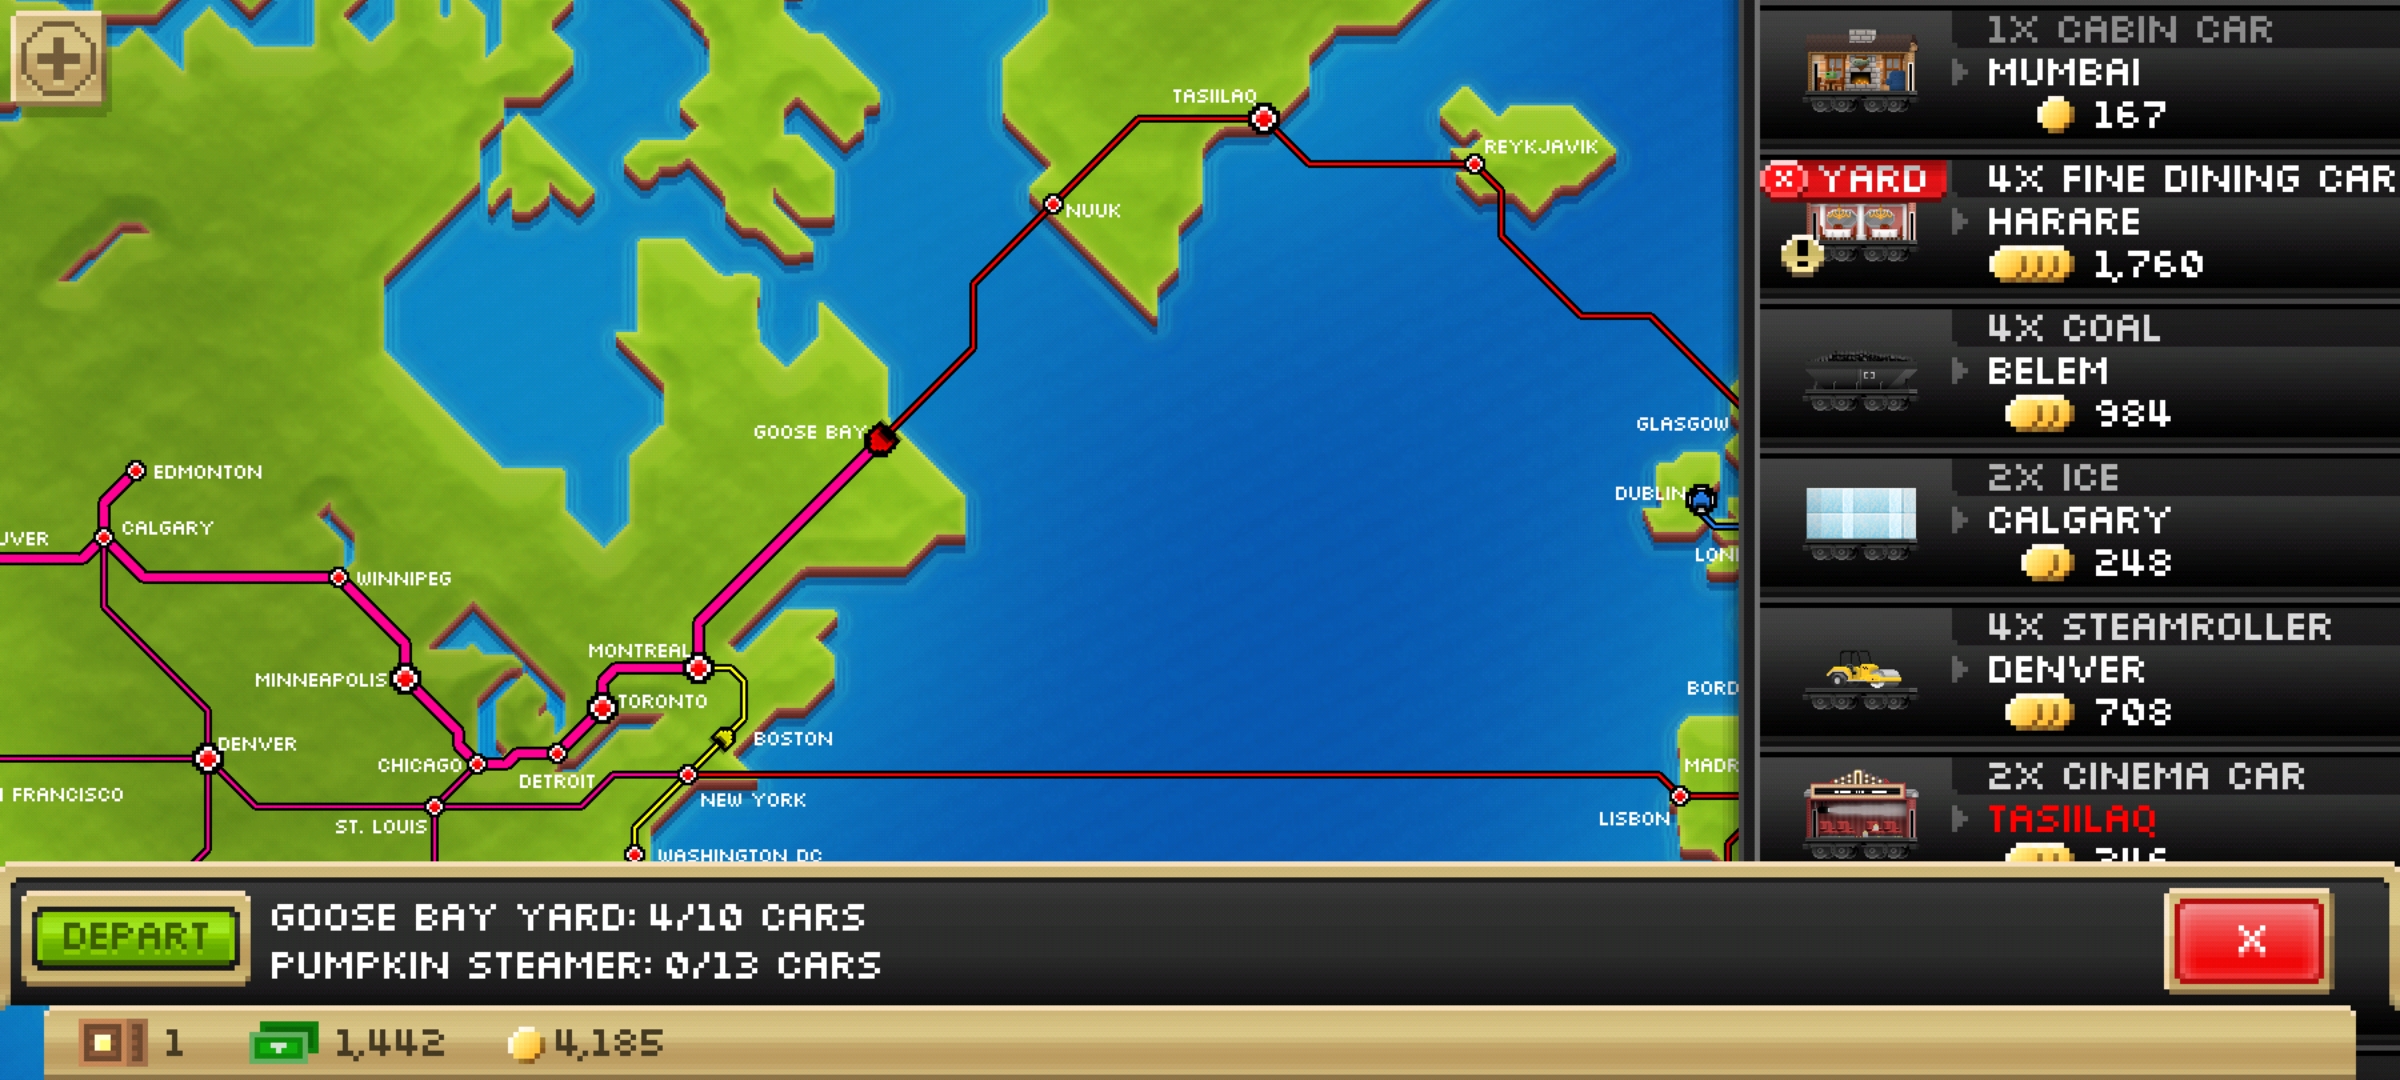 TASIILAQ
REYKJAVIK
NUUK
GOOSE BAY
GLASGOW
EDMONTON
DUBLIN
CALGARY
UVER
LON
WINNIPEG
MONTREAL
MINNEAPOLIS
TORONTO
BORD
DENVER
BOSTON
CHICAGO
DETROIT
MADR
FRANCISCO
NEW YORK
ST. LOUIS
LISBON
WASHINGTON DC
1X CABIN CAR
MUMBAI
167
X YARD
4X FINE DINING CAR
HARARE
! 1,760
4X COAL
BELEM
984
2X ICE
CALGARY
248
4X STEAMROLLER
DENVER
708
2X CINEMA CAR
TASIILAQ
DEPART
GOOSE BAY YARD: 4/10 CARS
PUMPKIN STEAMER: 0/13 CARS
X
1 1,442 4,185